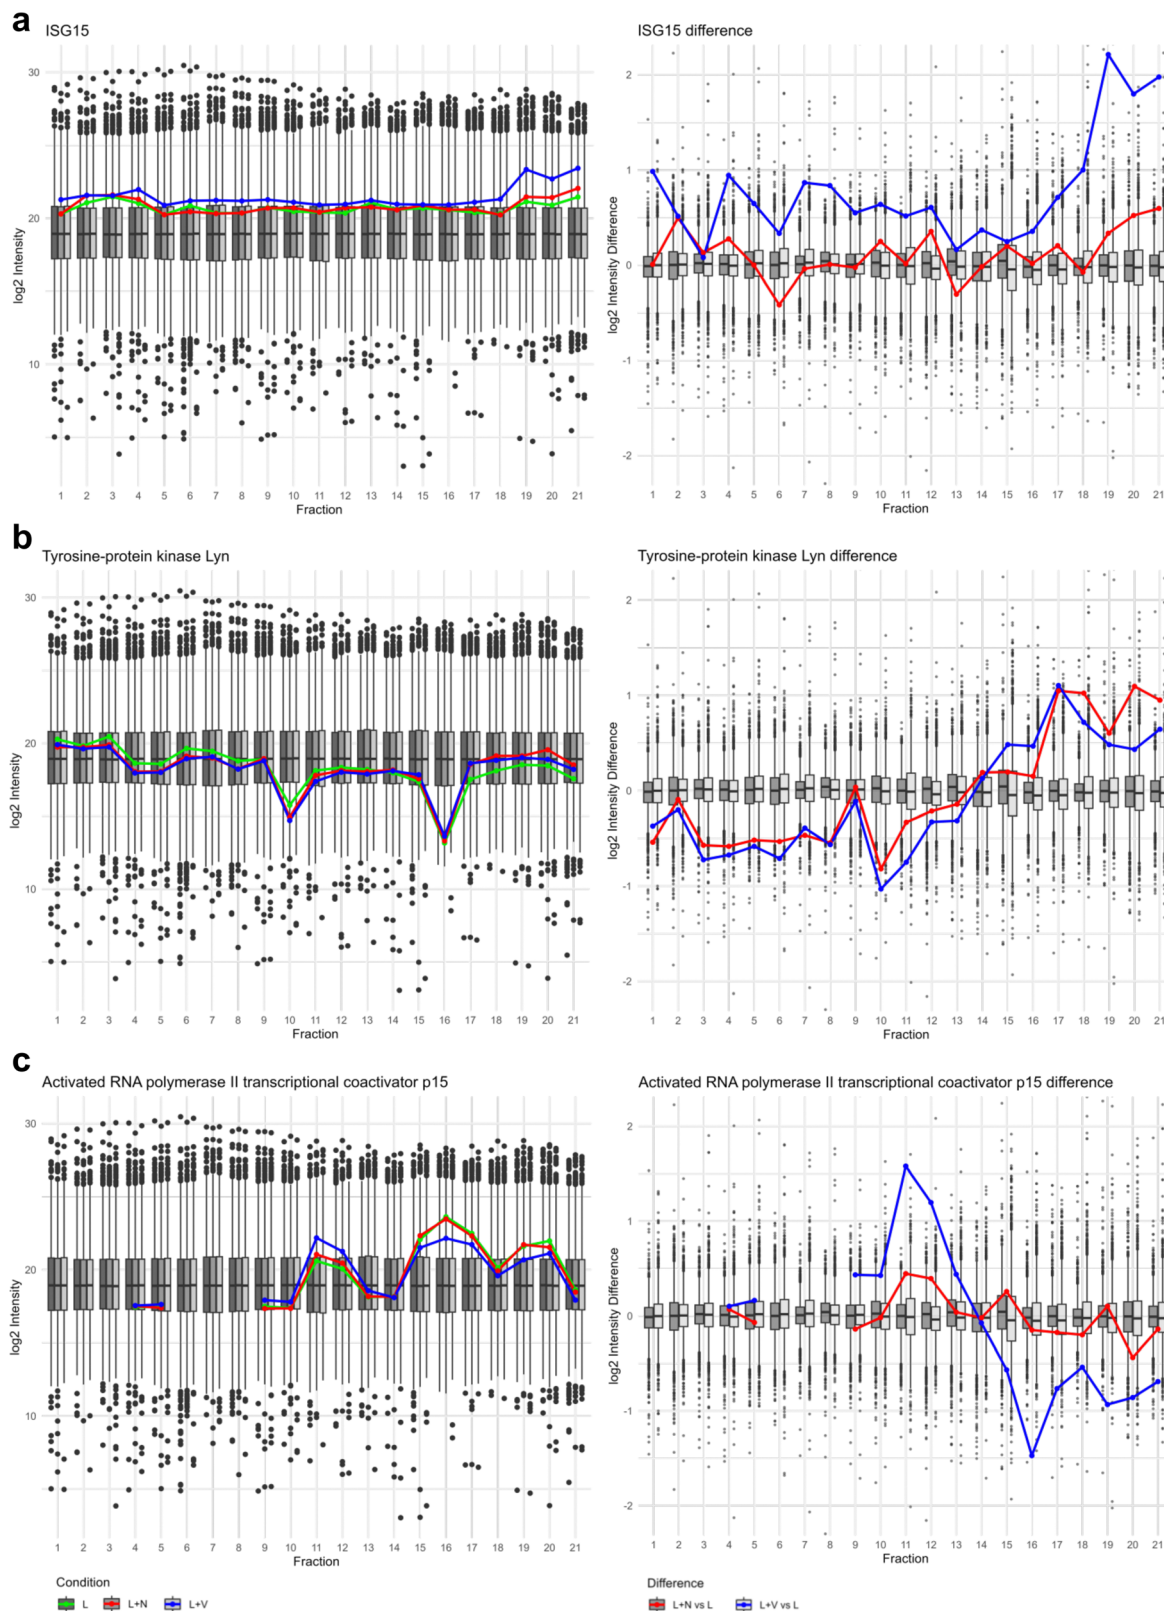 a
ISG15
ISG15 difference
log2 Intensity
30
20
10
1 2 3 4 5 6 7 8 9 10 11 12 13 14 15 16 17 18 19 20 21
Fraction
log2 Intensity Difference
2
1
0
-1
-2
1 2 3 4 5 6 7 8 9 10 11 12 13 14 15 16 17 18 19 20 21
Fraction
b
Tyrosine-protein kinase Lyn
Tyrosine-protein kinase Lyn difference
log2 Intensity
30
20
10
1 2 3 4 5 6 7 8 9 10 11 12 13 14 15 16 17 18 19 20 21
Fraction
log2 Intensity Difference
2
1
0
-1
-2
1 2 3 4 5 6 7 8 9 10 11 12 13 14 15 16 17 18 19 20 21
Fraction
c
Activated RNA polymerase II transcriptional coactivator p15
Activated RNA polymerase II transcriptional coactivator p15 difference
log2 Intensity
30
20
10
1 2 3 4 5 6 7 8 9 10 11 12 13 14 15 16 17 18 19 20 21
Fraction
log2 Intensity Difference
2
1
0
-1
-2
1 2 3 4 5 6 7 8 9 10 11 12 13 14 15 16 17 18 19 20 21
Fraction
Condition
L L+N L+V
Difference
L+N vs L L+V vs L